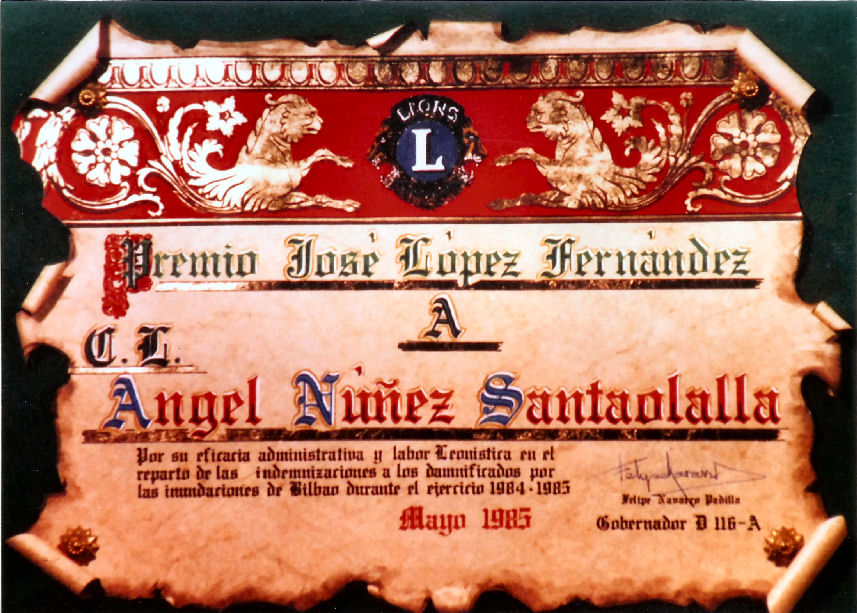 LIONS
L
Premio José López Fernández
A
C. L.
Angel Núñez Santaolalla
Por su eficacia administrativa y labor Leonistica en el
reparto de las indemnizaciones a los damnificados por
las inundaciones de Bilbao durante el ejercicio 1984-1985
Mayo 1985
Felipe Navarro Padilla
Gobernador D 116-A